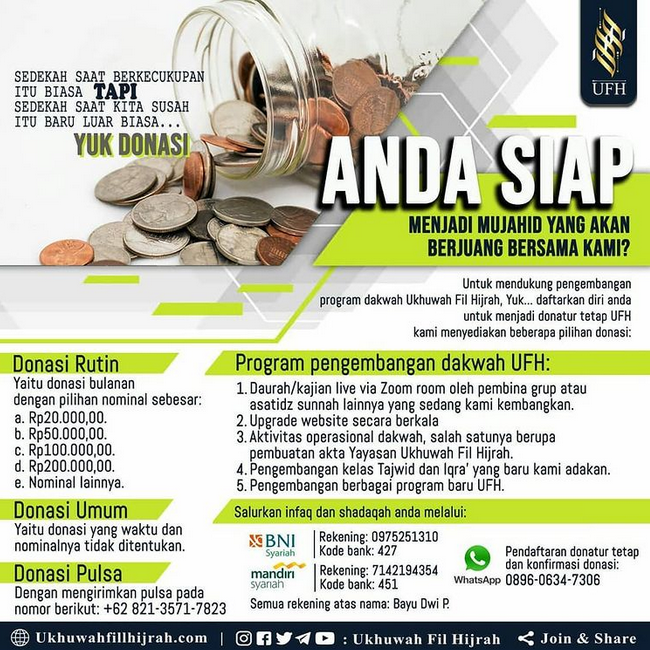 SEDEKAH SAAT BERKECUKUPAN
ITU BIASA TAPI
SEDEKAH SAAT KITA SUSAH
ITU BARU LUAR BIASA...
YUK DONASI
UFH
ANDA SIAP
MENJADI MUJAHID YANG AKAN
BERJUANG BERSAMA KAMI?
Untuk mendukung pengembangan
program dakwah Ukhuwah Fil Hijrah, Yuk... daftarkan diri anda
untuk menjadi donatur tetap UFH
kami menyediakan beberapa pilihan donasi:
Donasi Rutin
Yaitu donasi bulanan
dengan pilihan nominal sebesar:
a. Rp20.000,00.
b. Rp50.000,00.
c. Rp100.000,00.
d. Rp200.000,00.
e. Nominal lainnya.
Donasi Umum
Yaitu donasi yang waktu dan
nominalnya tidak ditentukan.
Donasi Pulsa
Dengan mengirimkan pulsa pada
nomor berikut: +62 821-3571-7823
Program pengembangan dakwah UFH:
1. Daurah/kajian live via Zoom room oleh pembina grup atau
asatidz sunnah lainnya yang sedang kami kembangkan.
2. Upgrade website secara berkala
3. Aktivitas operasional dakwah, salah satunya berupa
pembuatan akta Yayasan Ukhuwah Fil Hijrah.
4. Pengembangan kelas Tajwid dan Iqra' yang baru kami adakan.
5. Pengembangan berbagai program baru UFH.
Salurkan infaq dan shadaqah anda melalui:
BNI Syariah
Rekening: 0975251310
Kode bank: 427
mandiri syariah
Rekening: 7142194354
Kode bank: 451
Semua rekening atas nama: Bayu Dwi P.
WhatsApp
Pendaftaran donatur tetap
dan konfirmasi donasi:
0896-0634-7306
Ukhuwahfillhijrah.com | : Ukhuwah Fil Hijrah Join & Share